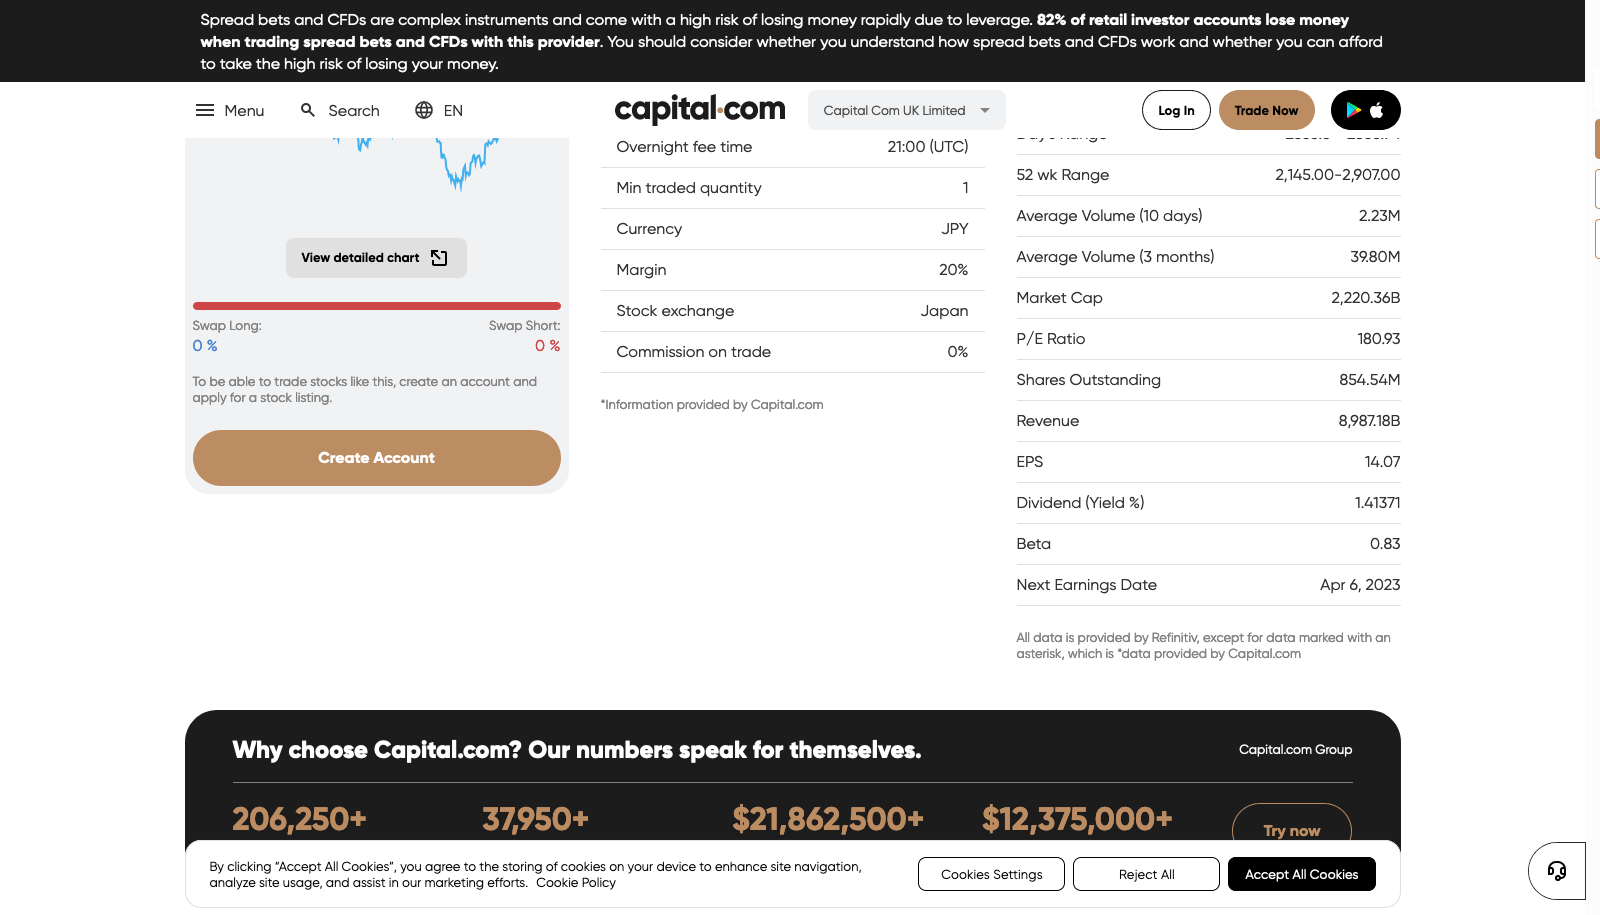 Spread bets and CFDs are complex instruments and come with a high risk of losing money rapidly due to leverage. 82% of retail investor accounts lose money
when trading spread bets and CFDs with this provider. You should consider whether you understand how spread bets and CFDs work and whether you can afford
to take the high risk of losing your money.
Menu
Search
EN
capital.com
Capital Com UK Limited
Log In
Trade Now
View detailed chart
Swap Long:
Swap Short:
0 %
0 %
To be able to trade stocks like this, create an account and
apply for a stock listing.
Create Account
Overnight fee time 21:00 (UTC)
Min traded quantity 1
Currency JPY
Margin 20%
Stock exchange Japan
Commission on trade 0%
*Information provided by Capital.com
52 wk Range 2,145.00-2,907.00
Average Volume (10 days) 2.23M
Average Volume (3 months) 39.80M
Market Cap 2,220.36B
P/E Ratio 180.93
Shares Outstanding 854.54M
Revenue 8,987.18B
EPS 14.07
Dividend (Yield %) 1.41371
Beta 0.83
Next Earnings Date Apr 6, 2023
All data is provided by Refinitiv, except for data marked with an
asterisk, which is *data provided by Capital.com
Why choose Capital.com? Our numbers speak for themselves.
Capital.com Group
206,250+
37,950+
$21,862,500+
$12,375,000+
Try now
By clicking “Accept All Cookies”, you agree to the storing of cookies on your device to enhance site navigation,
analyze site usage, and assist in our marketing efforts. Cookie Policy
Cookies Settings
Reject All
Accept All Cookies